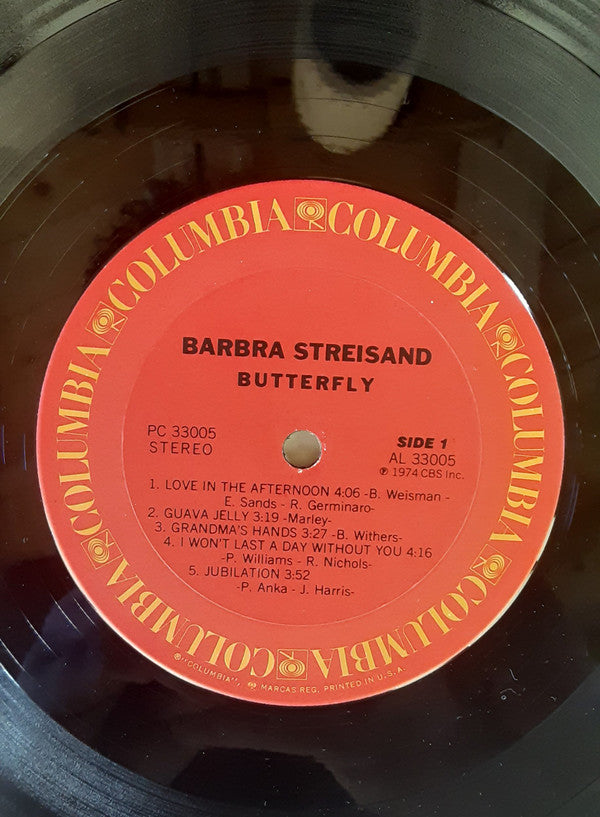 COLUMBIA COLUMBIA COLUMBIA COLUMBIA COLUMBIA COLUMBIA
BARBRA STREISAND
BUTTERFLY
PC 33005
STEREO
SIDE 1
AL 33005
℗ 1974 CBS Inc.
1. LOVE IN THE AFTERNOON 4:06 -B. Weisman -
E. Sands - R. Germinaro-
2. GUAVA JELLY 3:19 -Marley-
3. GRANDMA'S HANDS 3:27 -B. Withers-
4. I WON'T LAST A DAY WITHOUT YOU 4:16
-P. Williams - R. Nichols-
5. JUBILATION 3:52
-P. Anka - J. Harris-
®"COLUMBIA", MARCAS REG. PRINTED IN U.S.A.